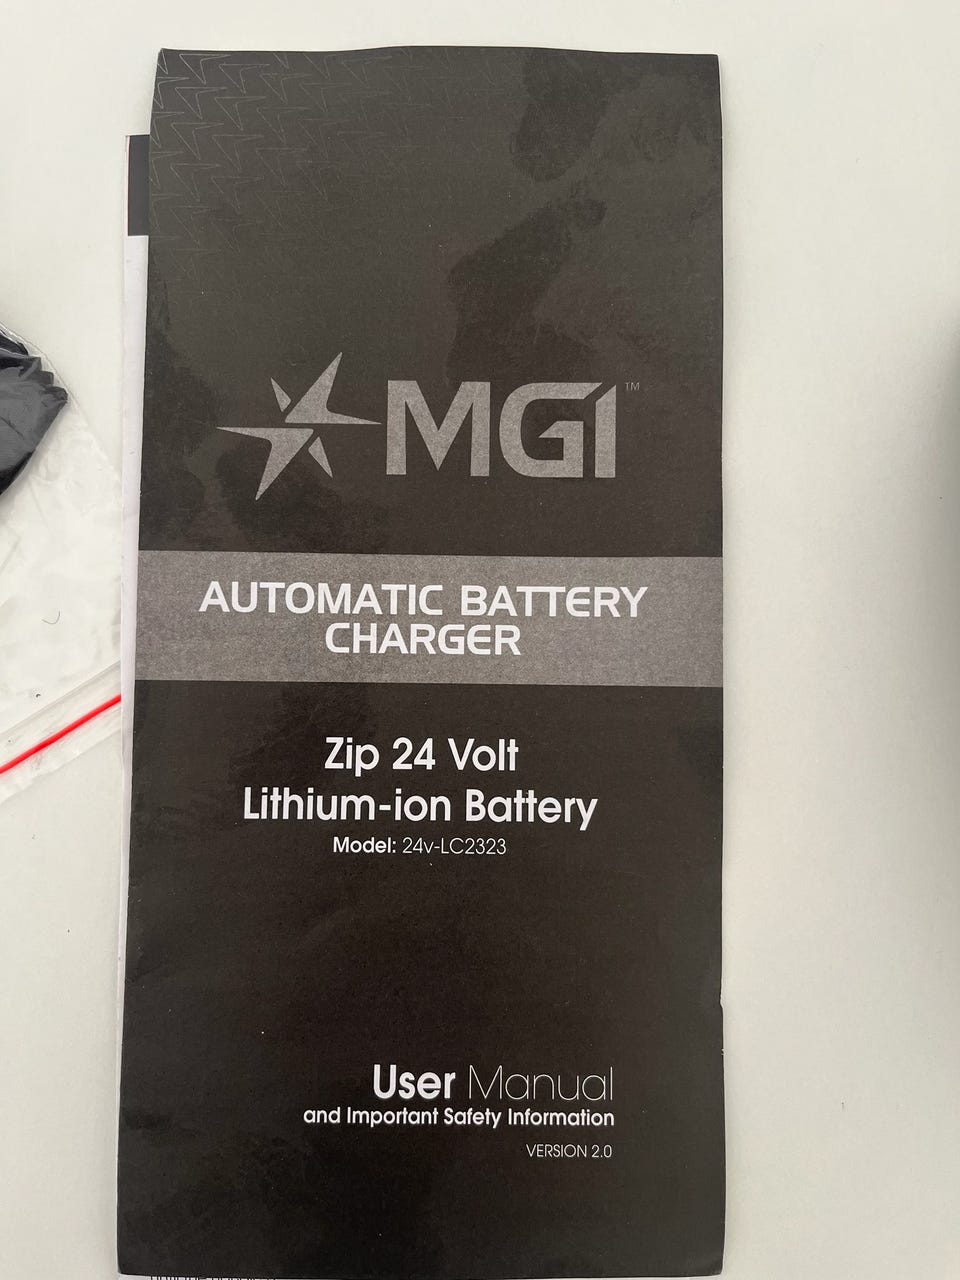 MGI™
AUTOMATIC BATTERY
CHARGER
Zip 24 Volt
Lithium-ion Battery
Model: 24v-LC2323
User Manual
and Important Safety Information
VERSION 2.0